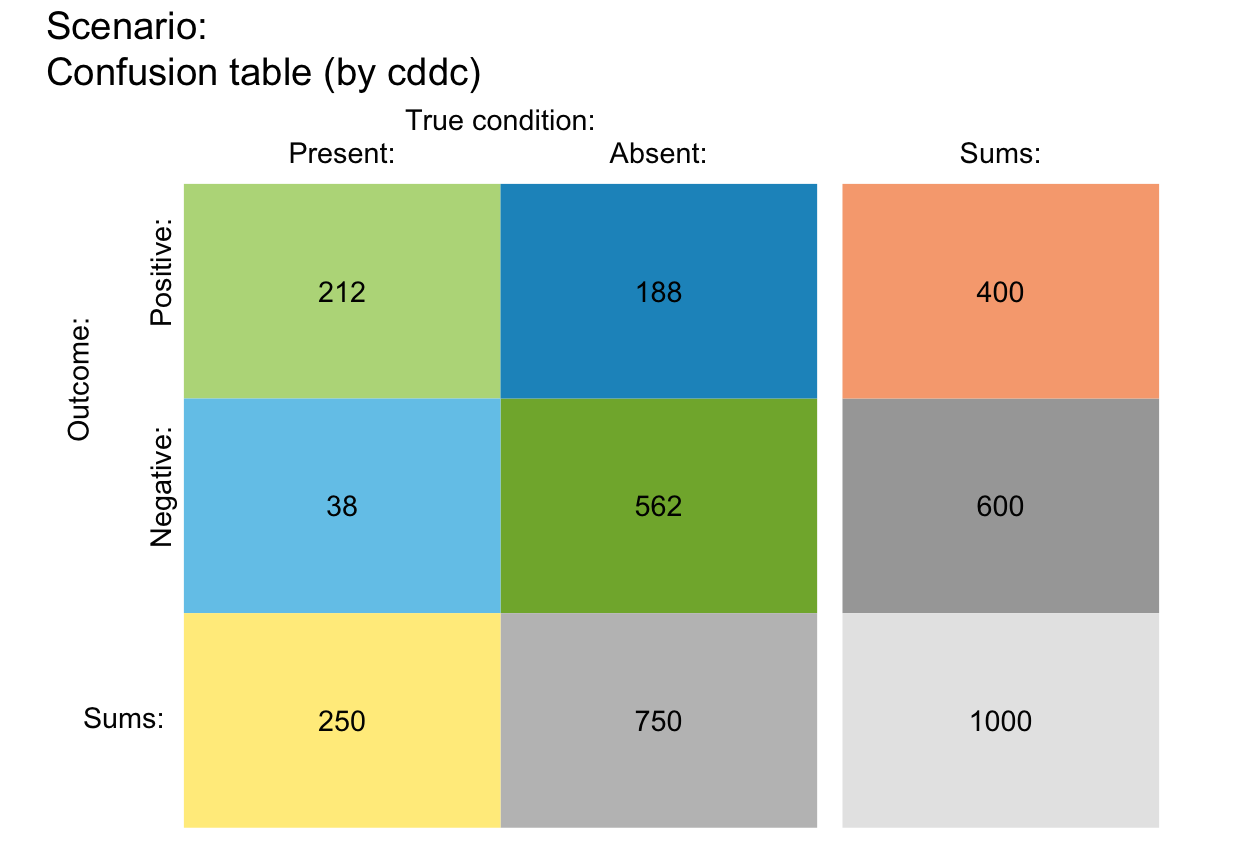 Scenario:
Confusion table (by cddc)
True condition:
Present: Absent: Sums:
Outcome:
Positive:
212 188 400
Negative:
38 562 600
Sums: 250 750 1000